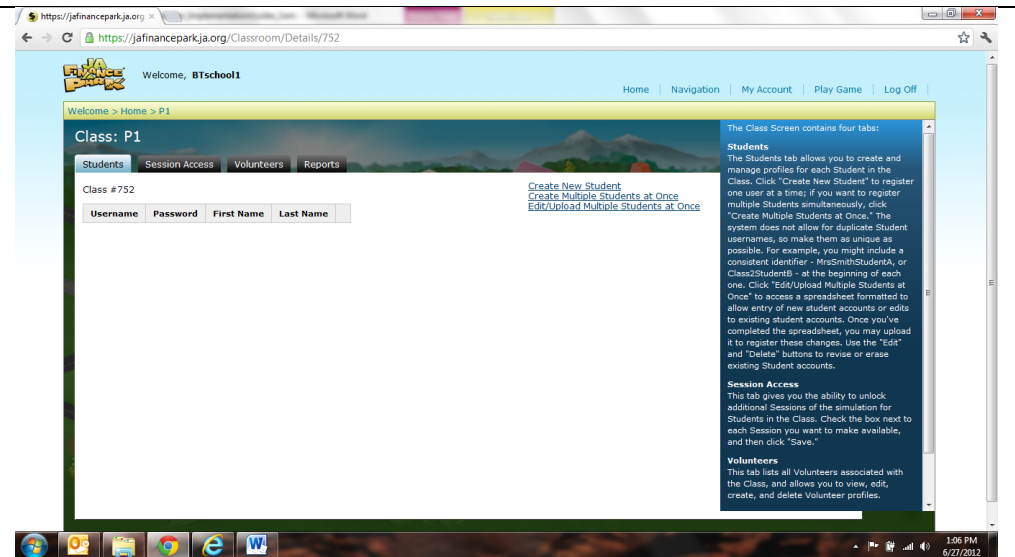 https://jafinancepark.ja.org
https://jafinancepark.ja.org/Classroom/Details/752
JA
FINANCE
PARK
Welcome, BTschool1
Home | Navigation | My Account | Play Game | Log Off |
Welcome > Home > P1
Class: P1
Students Session Access Volunteers Reports
Class #752
Create New Student
Create Multiple Students at Once
Edit/Upload Multiple Students at Once
Username Password First Name Last Name
The Class Screen contains four tabs:
Students
The Students tab allows you to create and
manage profiles for each Student in the
Class. Click "Create New Student" to register
one user at a time; if you want to register
multiple Students simultaneously, click
"Create Multiple Students at Once." The
system does not allow for duplicate Student
usernames, so make them as unique as
possible. For example, you might include a
consistent identifier - MrsSmithStudentA, or
Class2StudentB - at the beginning of each
one. Click "Edit/Upload Multiple Students at
Once" to access a spreadsheet formatted to
allow entry of new student accounts or edits
to existing student accounts. Once you've
completed the spreadsheet, you may upload
it to register these changes. Use the "Edit"
and "Delete" buttons to revise or erase
existing Student accounts.
Session Access
This tab gives you the ability to unlock
additional Sessions of the simulation for
Students in the Class. Check the box next to
each Session you want to make available,
and then click "Save."
Volunteers
This tab lists all Volunteers associated with
the Class, and allows you to view, edit,
create, and delete Volunteer profiles.
1:06 PM
6/27/2012